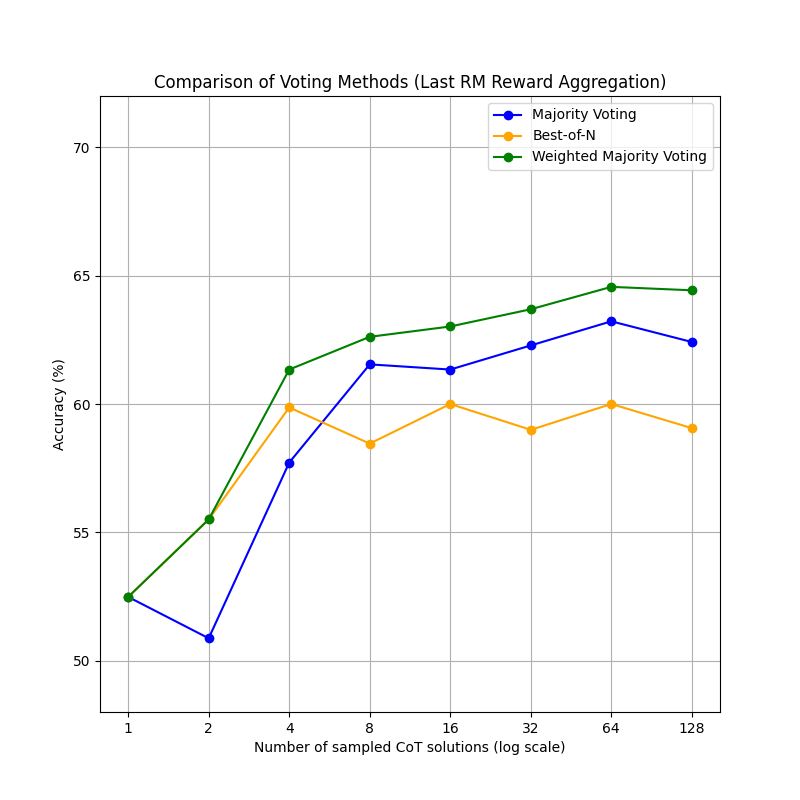 Comparison of Voting Methods (Last RM Reward Aggregation)
Majority Voting
Best-of-N
Weighted Majority Voting
70
65
60
55
50
Accuracy (%)
1 2 4 8 16 32 64 128
Number of sampled CoT solutions (log scale)